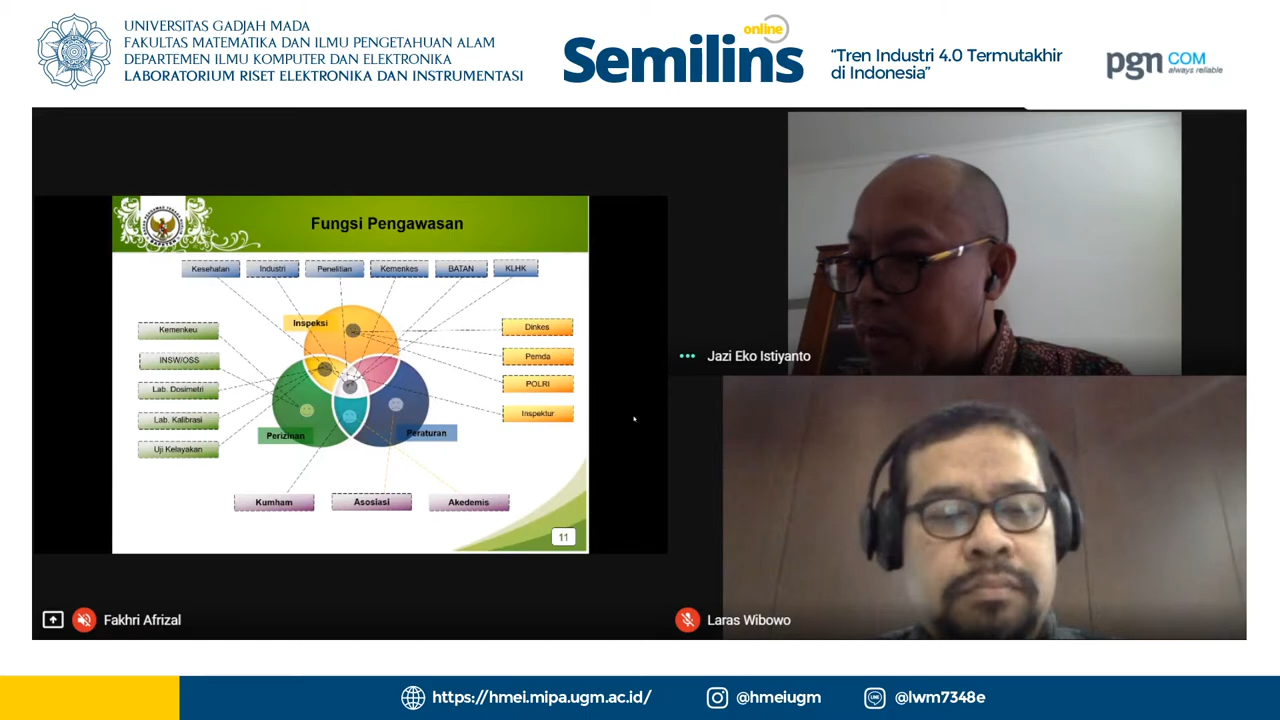 UNIVERSITAS GADJAH MADA
FAKULTAS MATEMATIKA DAN ILMU PENGETAHUAN ALAM
DEPARTEMEN ILMU KOMPUTER DAN ELEKTRONIKA
LABORATORIUM RISET ELEKTRONIKA DAN INSTRUMENTASI
online
Semilins
“Tren Industri 4.0 Termutakhir
di Indonesia”
pgn COM
always reliable
Fungsi Pengawasan
Kesehatan
Industri
Penelitian
Kemenkes
BATAN
KLHK
Inspeksi
Kemenkeu
INSW/OSS
Lab. Dosimetri
Lab. Kalibrasi
Uji Kelayakan
Dinkes
Pemda
POLRI
Inspektur
Perizinan
Peraturan
Kumham
Asosiasi
Akedemis
11
Jazi Eko Istiyanto
Fakhri Afrizal
Laras Wibowo
https://hmei.mipa.ugm.ac.id/
@hmeiugm
LINE
@lwm7348e